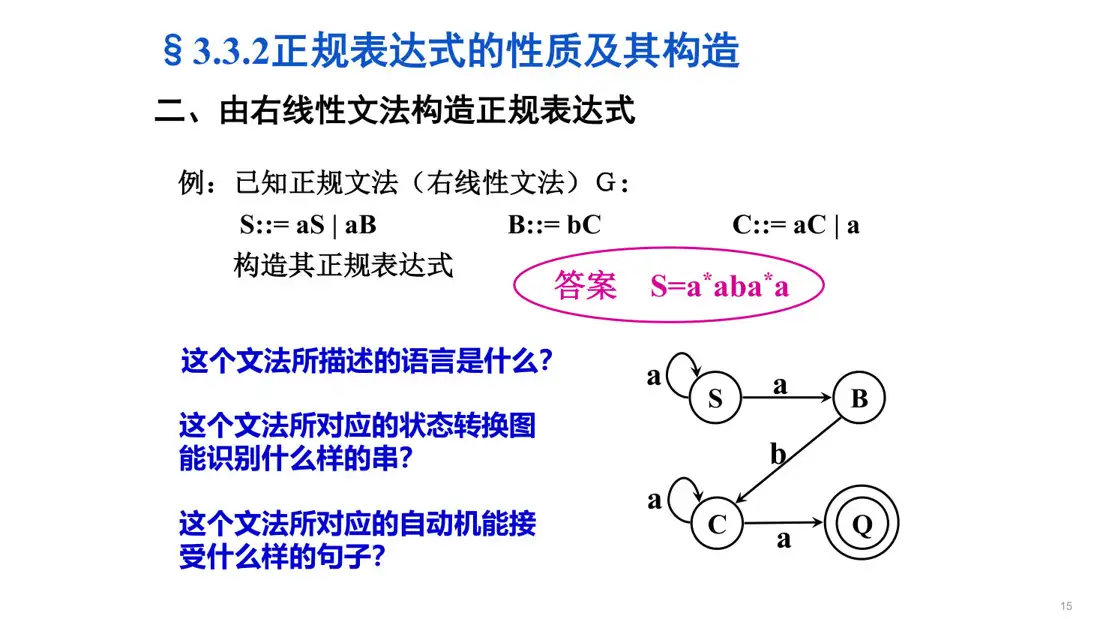 §3.3.2正规表达式的性质及其构造
二、由右线性文法构造正规表达式
例：已知正规文法（右线性文法）G：
S::= aS | aB B::= bC C::= aC | a
构造其正规表达式
答案 S=a*aba*a
这个文法所描述的语言是什么？
这个文法所对应的状态转换图
能识别什么样的串？
这个文法所对应的自动机能接
受什么样的句子？
a S a B
b
a C a Q
15